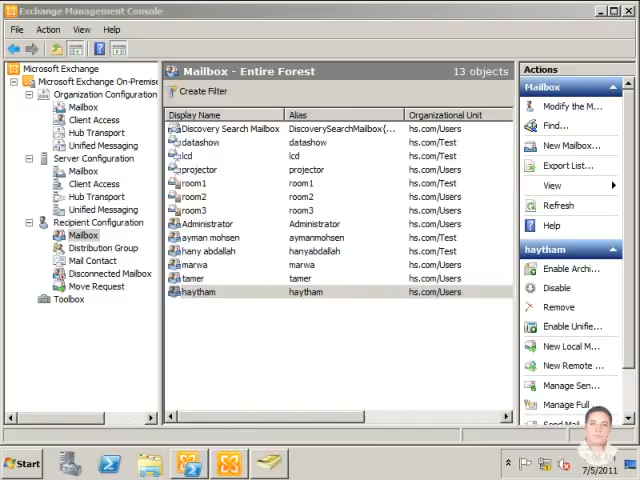 Exchange Management Console
File Action View Help
Microsoft Exchange
Microsoft Exchange On-Premise
Organization Configuration
Mailbox
Client Access
Hub Transport
Unified Messaging
Server Configuration
Mailbox
Client Access
Hub Transport
Unified Messaging
Recipient Configuration
Mailbox
Distribution Group
Mail Contact
Disconnected Mailbox
Move Request
Toolbox
Mailbox - Entire Forest 13 objects
Create Filter
Display Name Alias Organizational Unit
Discovery Search Mailbox DiscoverySearchMailbox{... hs.com/Users
datashow datashow hs.com/Test
lcd lcd hs.com/Test
projector projector hs.com/Test
room1 room1 hs.com/Test
room2 room2 hs.com/Test
room3 room3 hs.com/Test
Administrator Administrator hs.com/Users
ayman mohsen aymanmohsen hs.com/Test
hany abdallah hanyabdallah hs.com/Test
marwa marwa hs.com/Users
tamer tamer hs.com/Users
haytham haytham hs.com/Users
Actions
Mailbox
Modify the M...
Find...
New Mailbox...
Export List...
View
Refresh
Help
haytham
Enable Archi...
Disable
Remove
Enable Unifie...
New Local M...
New Remote ...
Manage Sen...
Manage Full
Send Mail
Start
7/5/2011